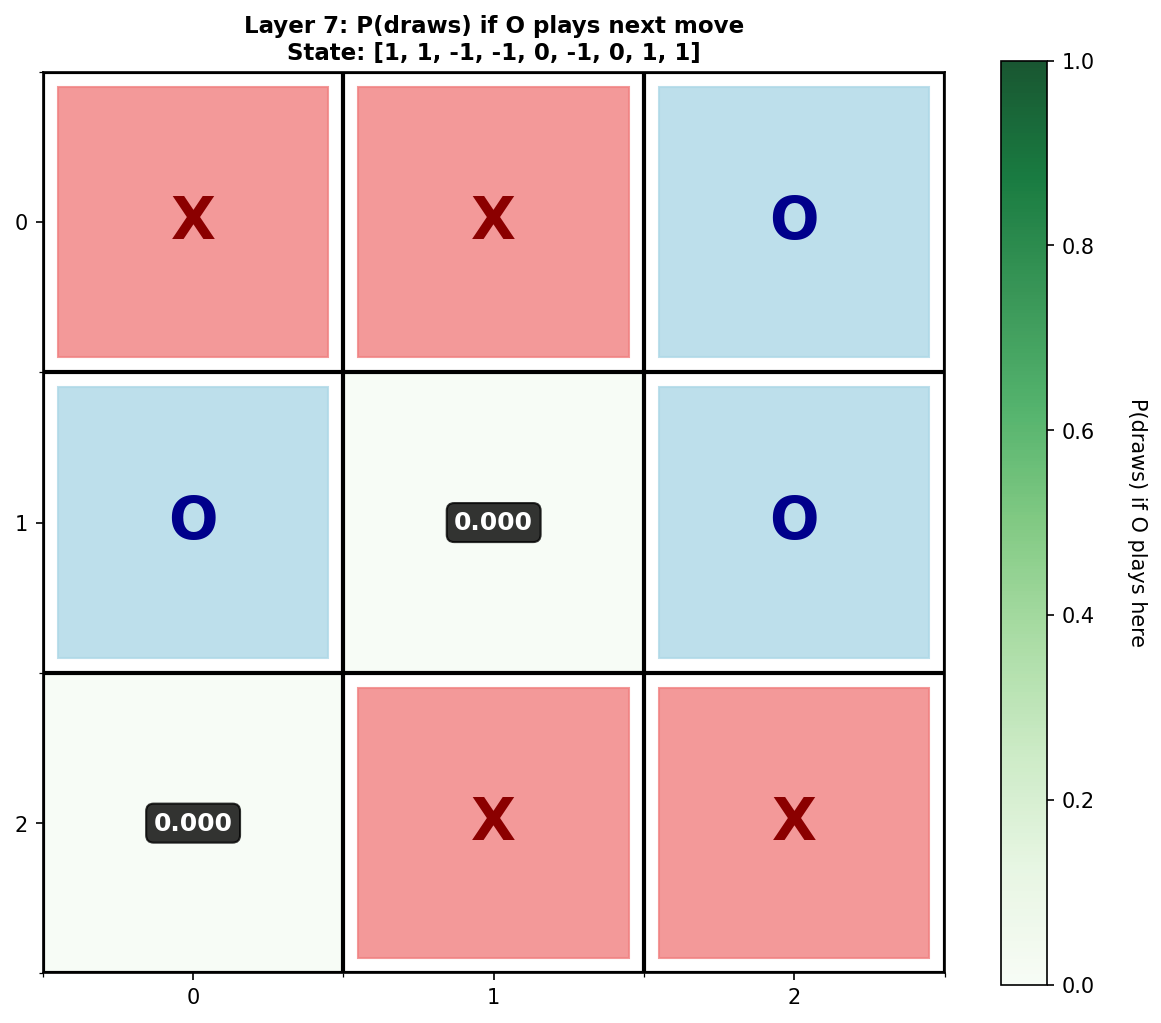 Layer 7: P(draws) if O plays next move
State: [1, 1, -1, -1, 0, -1, 0, 1, 1]
X X O
O 0.000 O
0.000 X X
0
1
2
0 1 2
1.0
0.8
0.6
0.4
0.2
0.0
P(draws) if O plays here